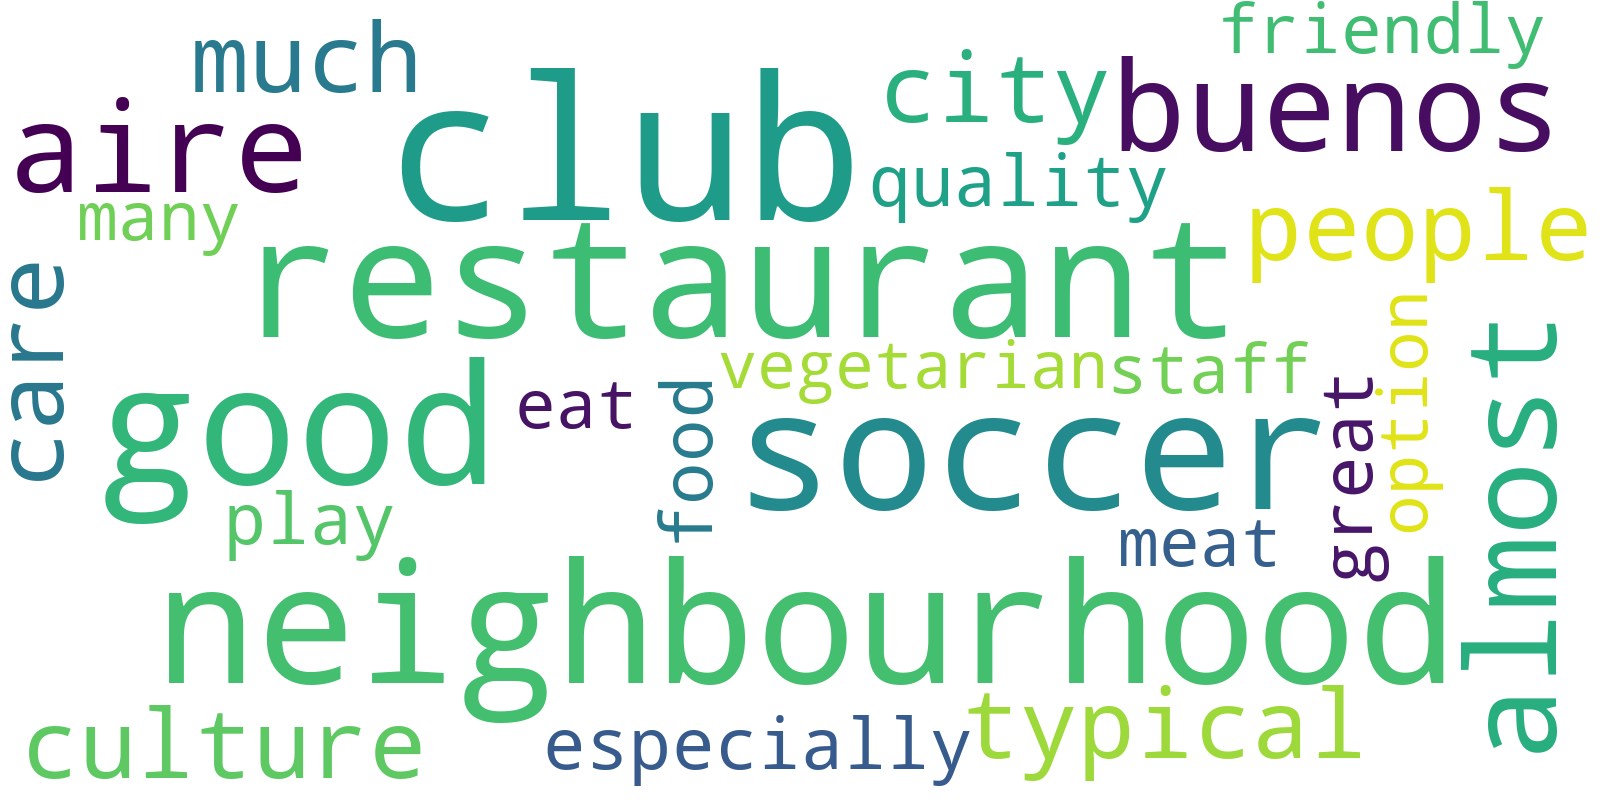 friendly
much
club
city
buenos
aire
quality
many
people
restaurant
care
option
almost
vegetarian
staff
good
eat
food
soccer
great
play
meat
neighbourhood
typical
culture
especially